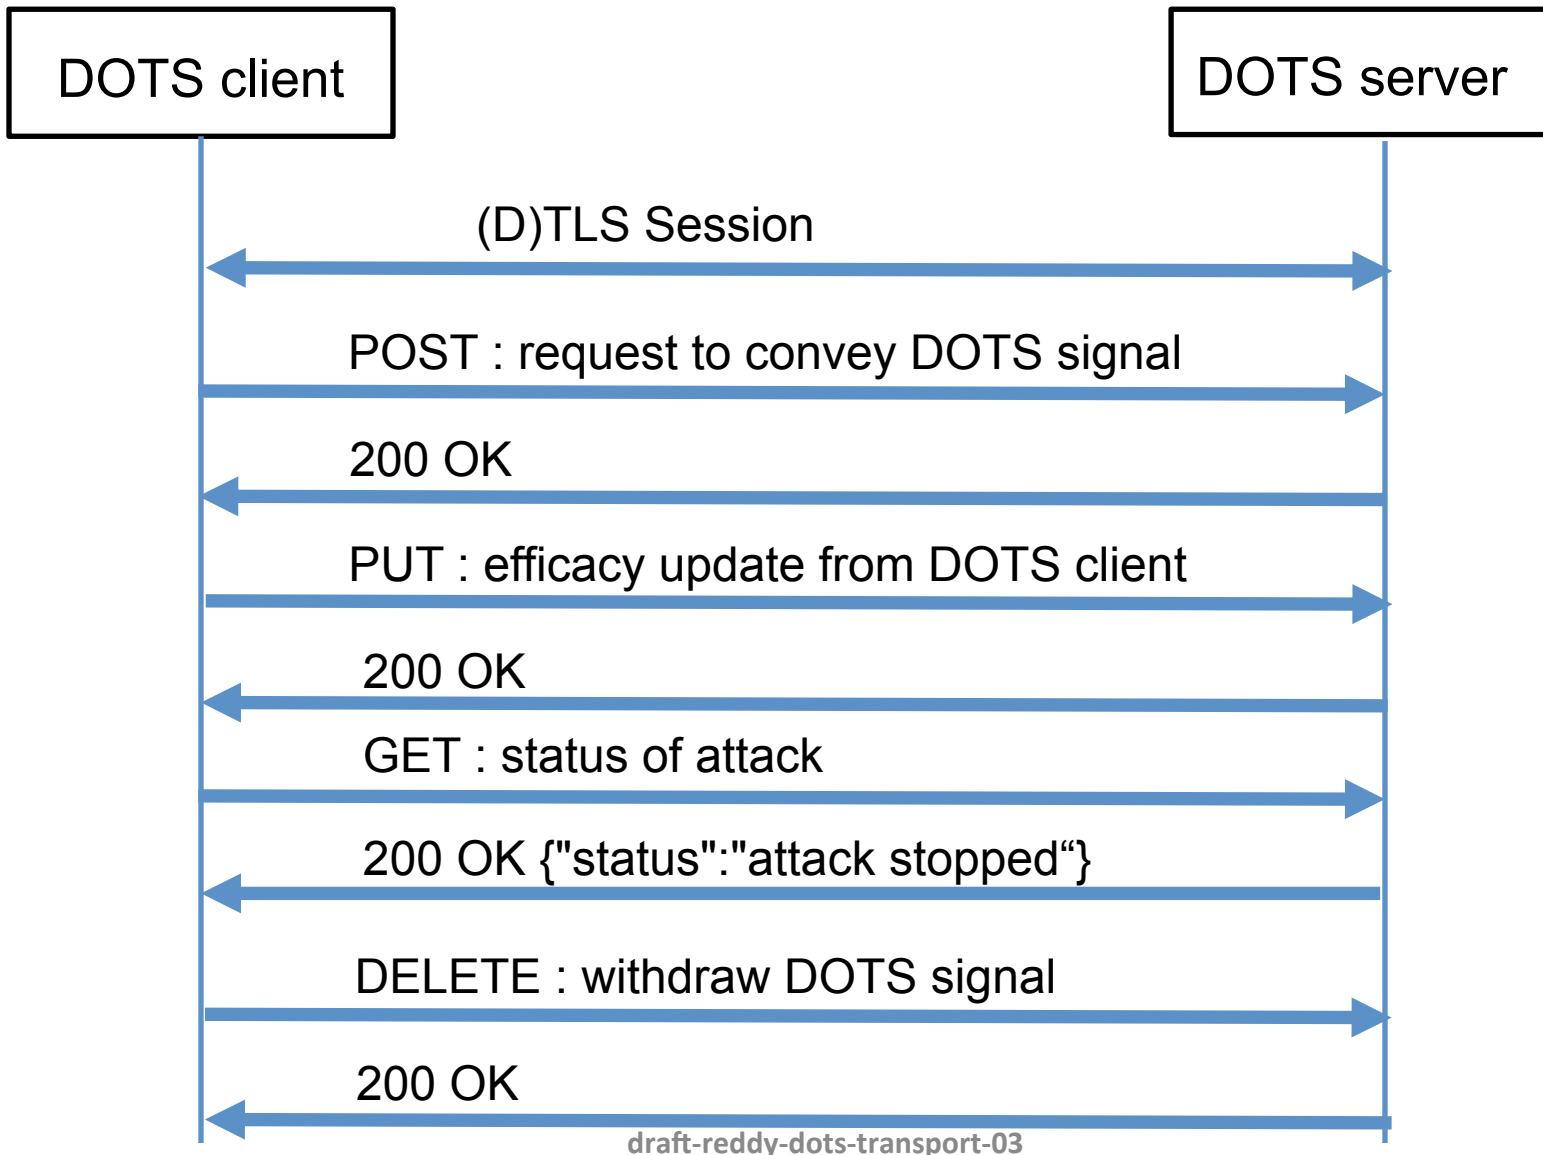 DOTS client
DOTS server
(D)TLS Session
POST : request to convey DOTS signal
200 OK
PUT : efficacy update from DOTS client
200 OK
GET : status of attack
200 OK {"status":"attack stopped“}
DELETE : withdraw DOTS signal
200 OK
draft-reddy-dots-transport-03